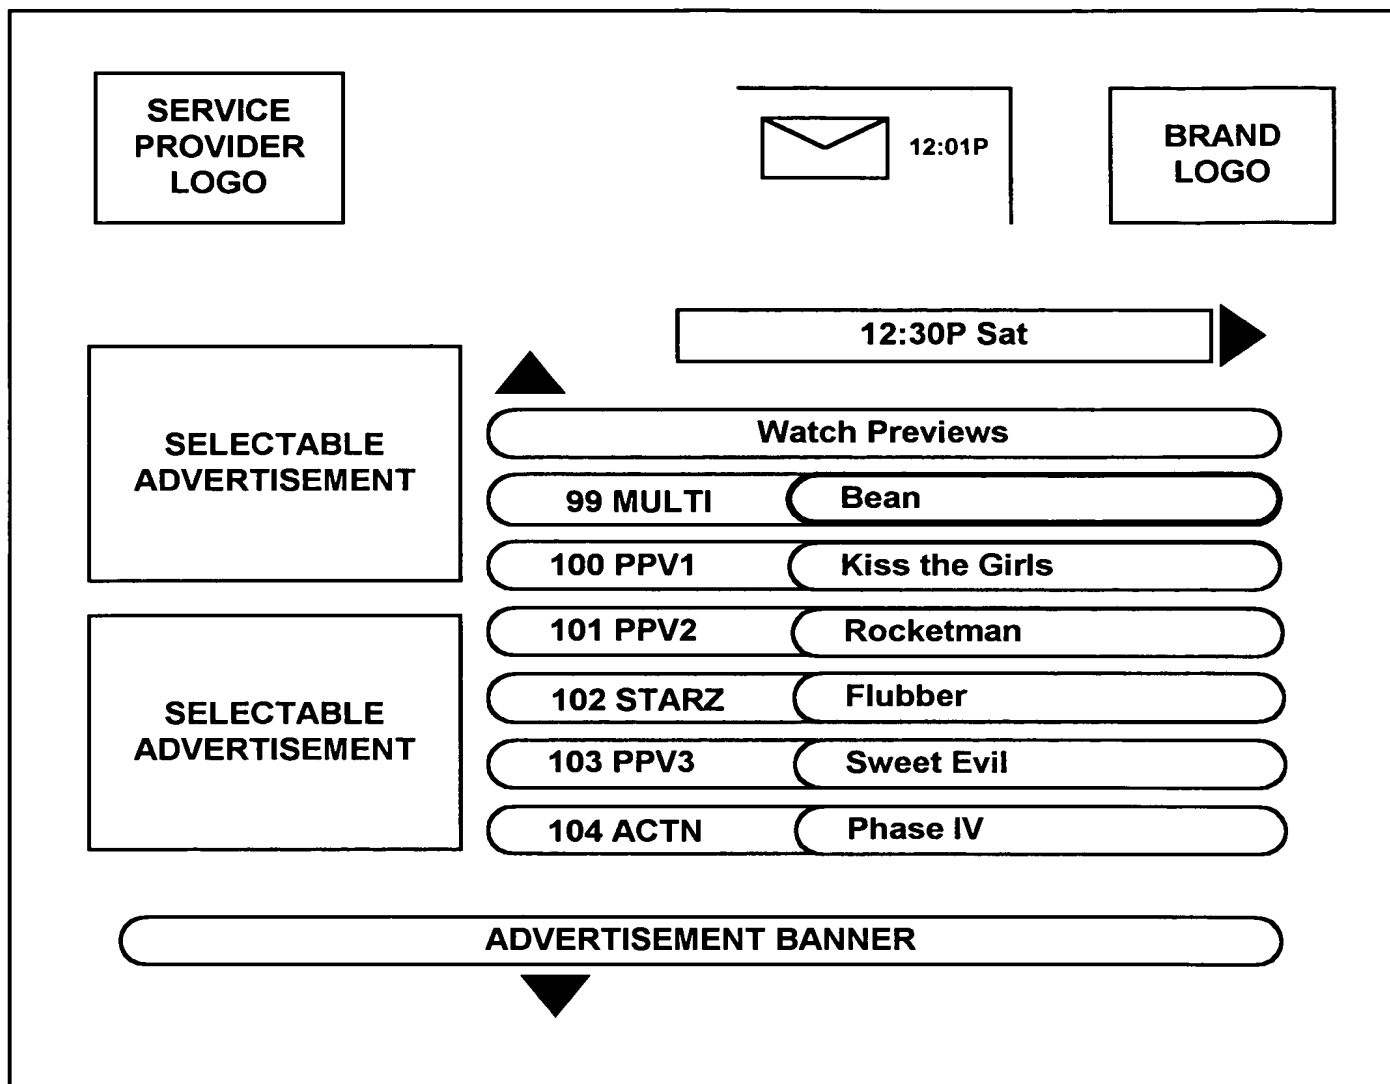 SERVICE
PROVIDER
LOGO
12:01P
BRAND
LOGO
12:30P Sat
SELECTABLE
ADVERTISEMENT
Watch Previews
99 MULTI Bean
100 PPV1 Kiss the Girls
101 PPV2 Rocketman
102 STARZ Flubber
103 PPV3 Sweet Evil
104 ACTN Phase IV
SELECTABLE
ADVERTISEMENT
ADVERTISEMENT BANNER